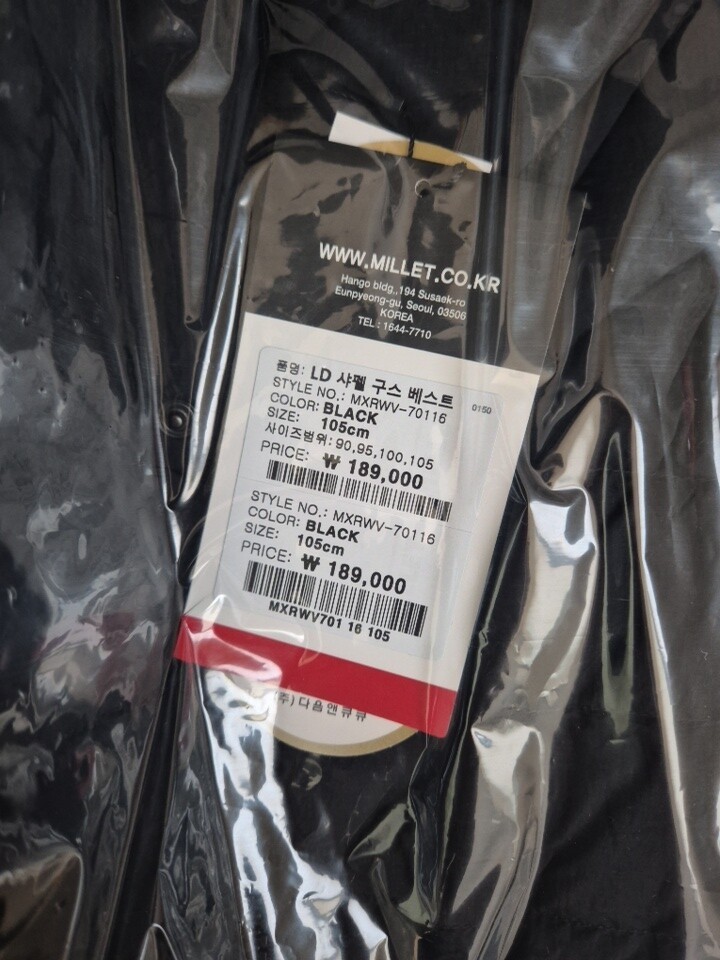 WWW.MILLET.CO.KR
Hango bldg., 194 Susaek-ro
Eunpyeong-gu, Seoul, 03506
KOREA
TEL : 1644-7710
품명: LD 샤펠 구스 베스트
STYLE NO.: MXRWV-70116 0150
COLOR: BLACK
SIZE: 105cm
사이즈범위: 90,95,100,105
PRICE: ₩ 189,000
STYLE NO.: MXRWV-70116
COLOR: BLACK
SIZE: 105cm
PRICE: ₩ 189,000
MXRWV701 16 105
주)다음앤큐큐